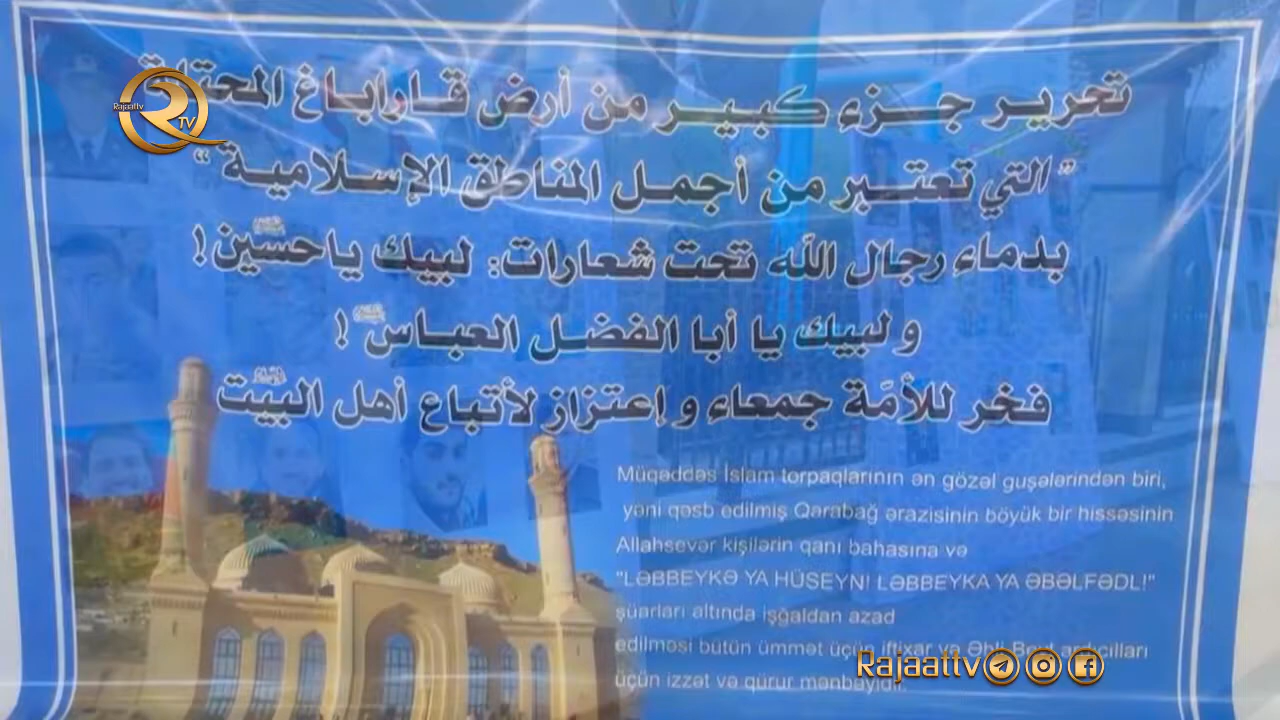 تحرير جزء كبير من أرض قاراباغ المحتلة
"التي تعتبر من أجمل المناطق الإسلامية"
بدماء رجال الله تحت شعارات: لبيك ياحسين!
و لبيك يا أبا الفضل العباس!
فخر للأمّة جمعاء و إعتزاز لأتباع أهل البيت
Müqəddəs İslam torpaqlarının ən gözəl guşələrindən biri,
yəni qəsb edilmiş Qarabağ ərazisinin böyük bir hissəsinin
Allahsevər kişilərin qanı bahasına və
"LƏBBEYKƏ YA HÜSEYN! LƏBBEYKA YA ƏBƏLFƏDL!"
şüarları altında işğaldan azad
edilməsi bütün ümmət üçün iftixar və Əhli
üçün izzət və qürur mənbəyidir.
Rajaattv
TV
Rajaattv